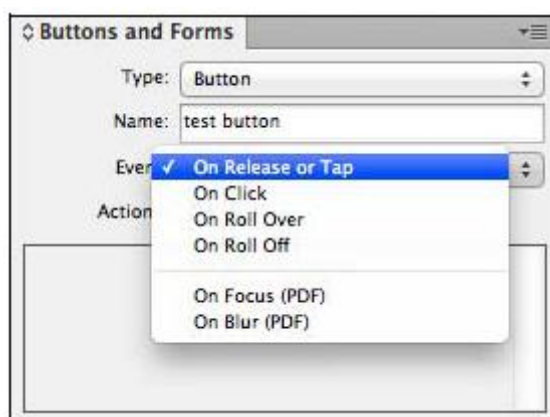 Buttons and Forms
Type: Button
Name: test button
Even ✓ On Release or Tap
On Click
Action On Roll Over
On Roll Off
On Focus (PDF)
On Blur (PDF)